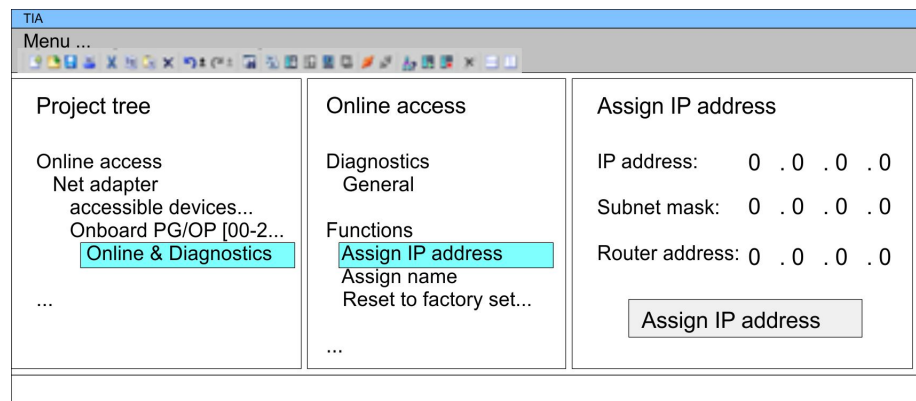 TIA
Menu ...
Project tree
Online access
Net adapter
accessible devices...
Onboard PG/OP [00-2...
Online & Diagnostics
...
Online access
Diagnostics
General
Functions
Assign IP address
Assign name
Reset to factory set...
...
Assign IP address
IP address: 0 .0 .0 .0
Subnet mask: 0 .0 .0 .0
Router address: 0 .0 .0 .0
Assign IP address